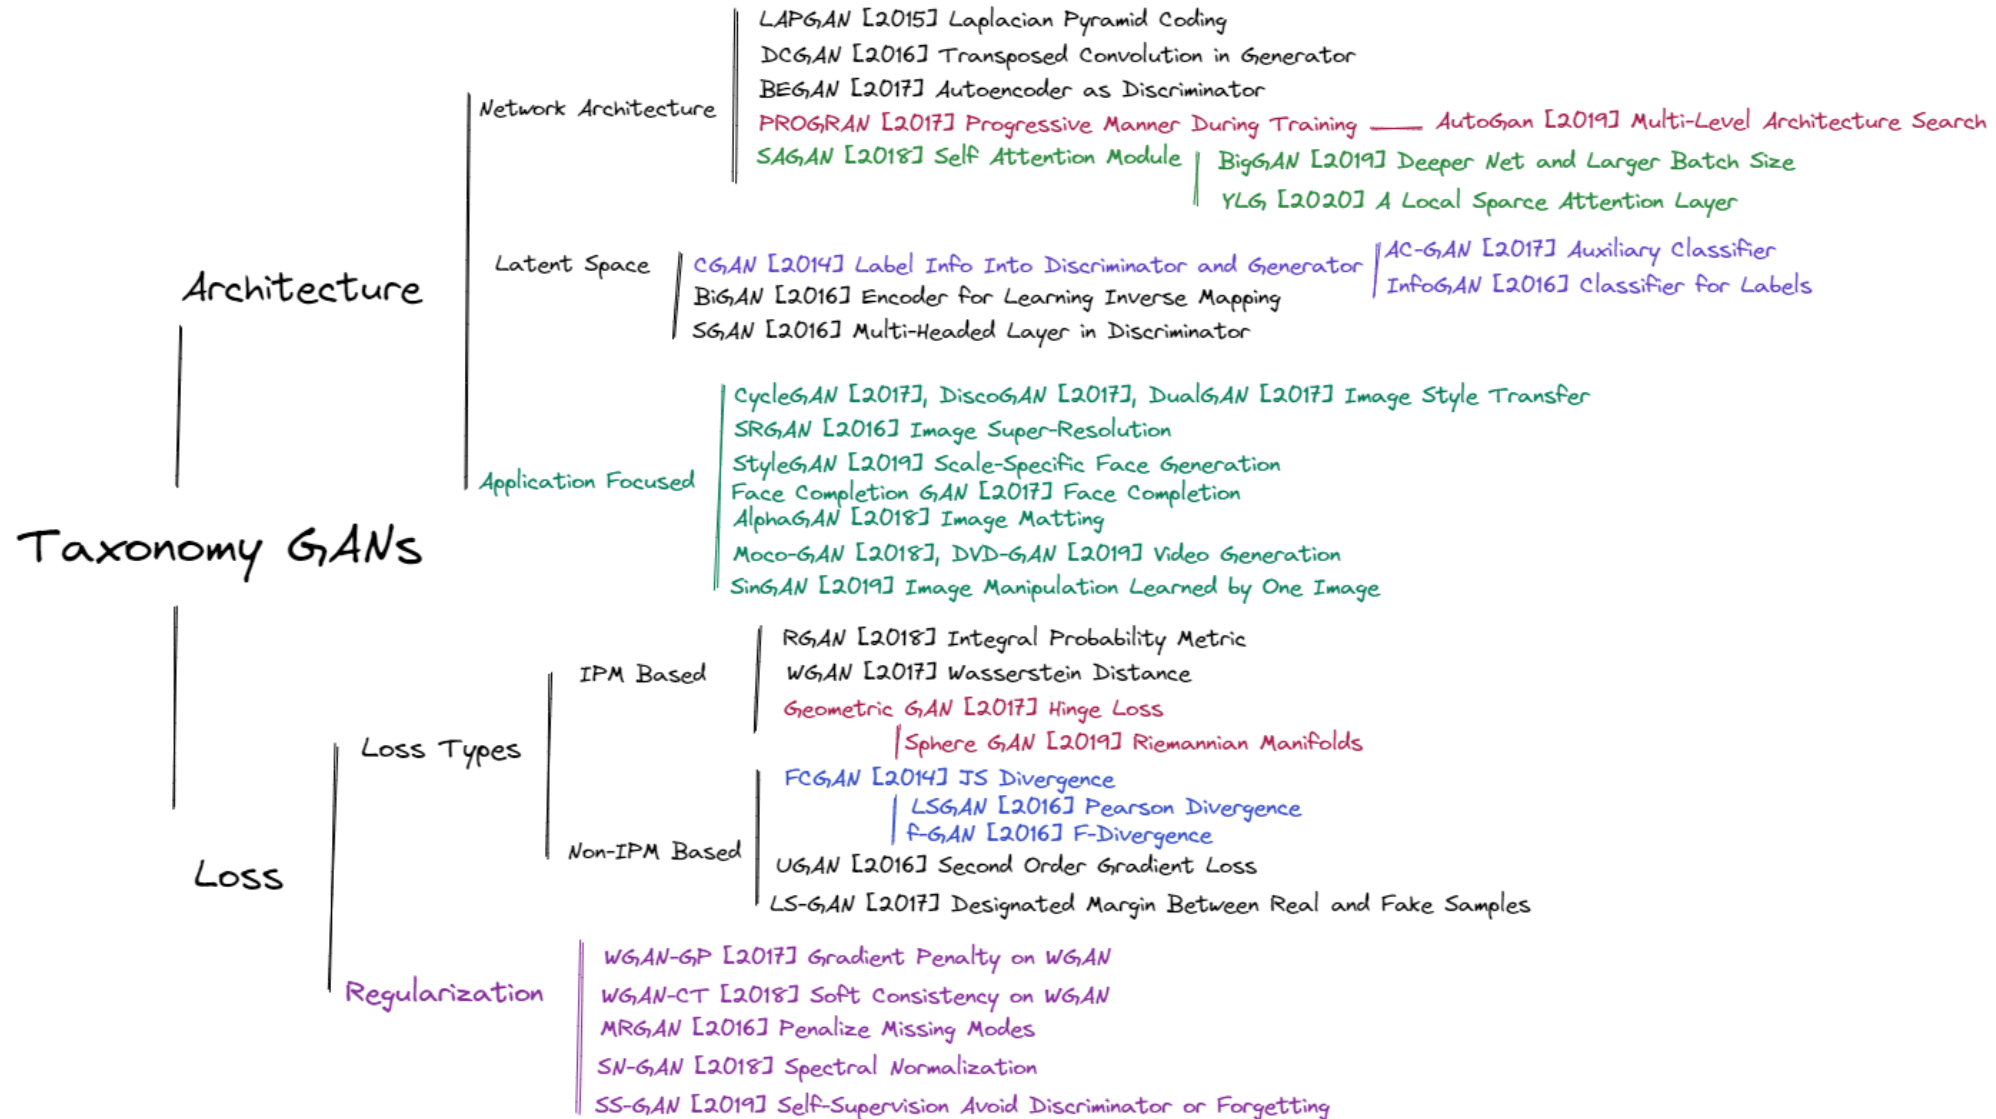 LAPGAN [2015] Laplacian Pyramid Coding
DCGAN [2016] Transposed Convolution in Generator
BEGAN [2017] Autoencoder as Discriminator
Network Architecture
PROGRAN [2017] Progressive Manner During Training
AutoGan [2019] Multi-Level Architecture Search
SAGAN [2018] Self Attention Module
BigGAN [2019] Deeper Net and Larger Batch Size
YLG [2020] A Local Sparce Attention Layer
Architecture
Latent Space
CGAN [2014] Label Info Into Discriminator and Generator
AC-GAN [2017] Auxiliary Classifier
InfoGAN [2016] Classifier for Labels
BiGAN [2016] Encoder for Learning Inverse Mapping
SGAN [2016] Multi-Headed Layer in Discriminator
CycleGAN [2017], DiscoGAN [2017], DualGAN [2017] Image Style Transfer
SRGAN [2016] Image Super-Resolution
StyleGAN [2019] Scale-Specific Face Generation
Application Focused
Face Completion GAN [2017] Face Completion
AlphaGAN [2018] Image Matting
Moco-GAN [2018], DVD-GAN [2019] Video Generation
SinGAN [2019] Image Manipulation Learned by One Image
Taxonomy GANs
RGAN [2018] Integral Probability Metric
IPM Based
WGAN [2017] Wasserstein Distance
Geometric GAN [2017] Hinge Loss
Sphere GAN [2019] Riemannian Manifolds
Loss Types
FCGAN [2014] JS Divergence
LSGAN [2016] Pearson Divergence
f-GAN [2016] F-Divergence
Non-IPM Based
UGAN [2016] Second Order Gradient Loss
LS-GAN [2017] Designated Margin Between Real and Fake Samples
Loss
WGAN-GP [2017] Gradient Penalty on WGAN
Regularization
WGAN-CT [2018] Soft Consistency on WGAN
MRGAN [2016] Penalize Missing Modes
SN-GAN [2018] Spectral Normalization
SS-GAN [2019] Self-Supervision Avoid Discriminator or Forgetting